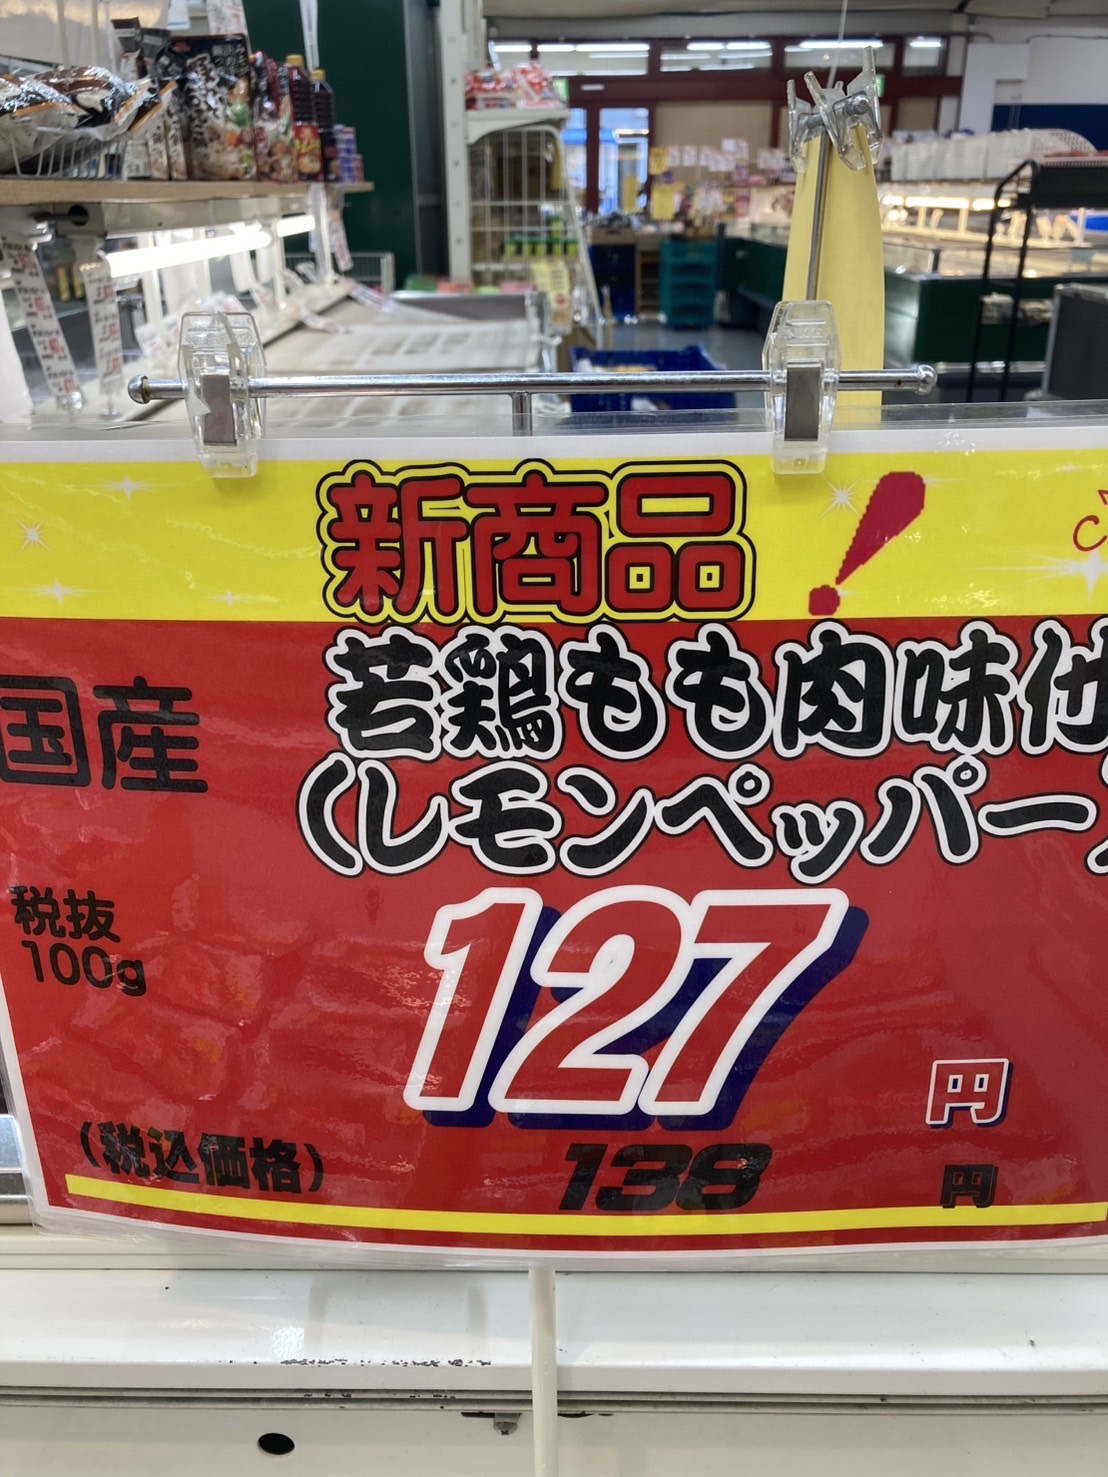 新商品!
国産
若鶏もも肉味付
(レモンペッパー)
税抜
100g
127
円
(税込価格)
138
円